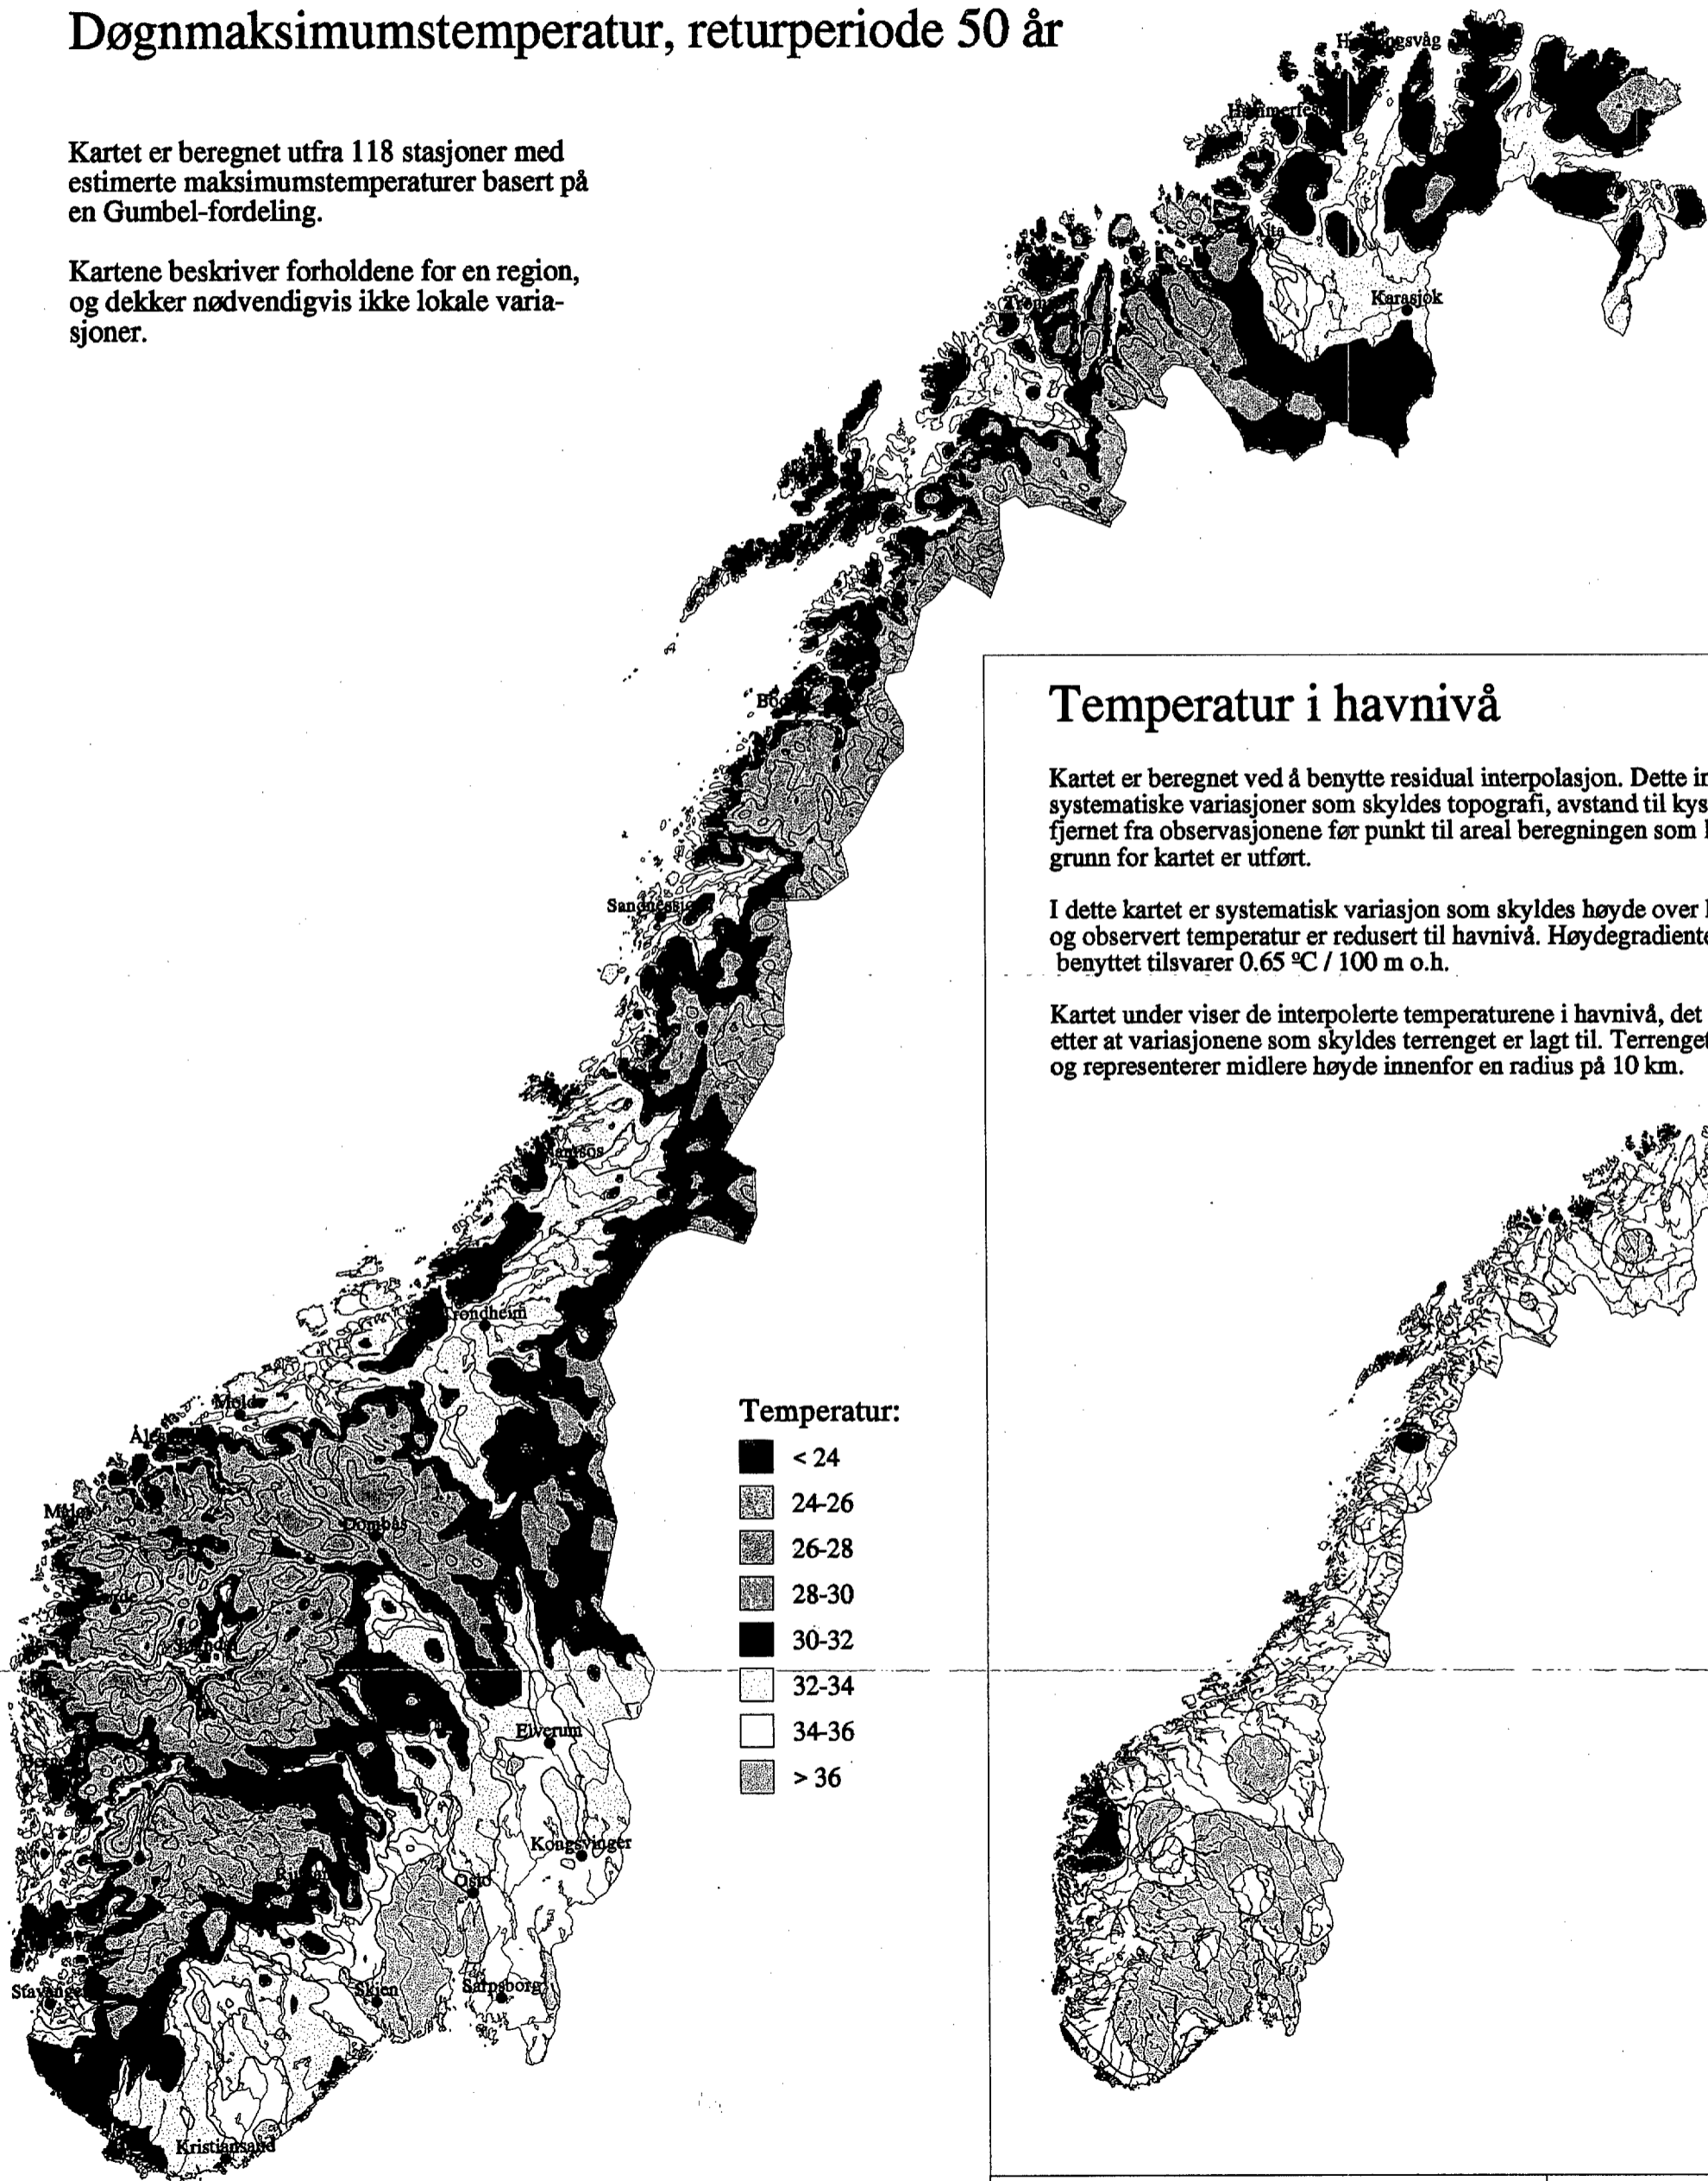 Døgnmaksimumstemperatur, returperiode 50 år
Kartet er beregnet utfra 118 stasjoner med
estimerte maksimumstemperaturer basert på
en Gumbel-fordeling.
Kartene beskriver forholdene for en region,
og dekker nødvendigvis ikke lokale varia-
sjoner.
Alta
Karasjok
Temperatur i havnivå
Kartet er beregnet ved å benytte residual interpolasjon. Dette
systematiske variasjoner som skyldes topografi, avstand til
fjernet fra observasjonene før punkt til areal beregningen som
grunn for kartet er utført.
I dette kartet er systematisk variasjon som skyldes høyde over
og observert temperatur er redusert til havnivå.
benyttet tilsvarer 0.65 ºC / 100 m o.h.
Kartet under viser de interpolerte temperaturene i havnivå, det
etter at variasjonene som skyldes terrenget er lagt til.
og representerer midlere høyde innenfor en radius på 10 km.
Trondheim
Molde
Dombås
Elverum
Kongsvinger
Oslo
Skien
Sarpsborg
Stavanger
Kristiansand
Temperatur:
< 24
24-26
26-28
28-30
30-32
32-34
34-36
> 36